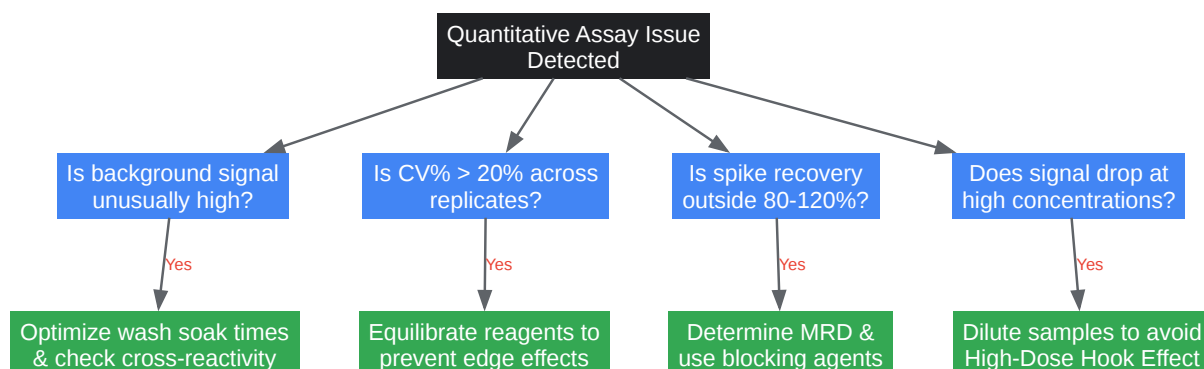 Quantitative Assay Issue
Detected
Is background signal
unusually high?
Is CV% > 20% across
replicates?
Is spike recovery
outside 80-120%?
Does signal drop at
high concentrations?
Yes
Yes
Yes
Yes
Optimize wash soak times
& check cross-reactivity
Equilibrate reagents to
prevent edge effects
Determine MRD &
use blocking agents
Dilute samples to avoid
High-Dose Hook Effect